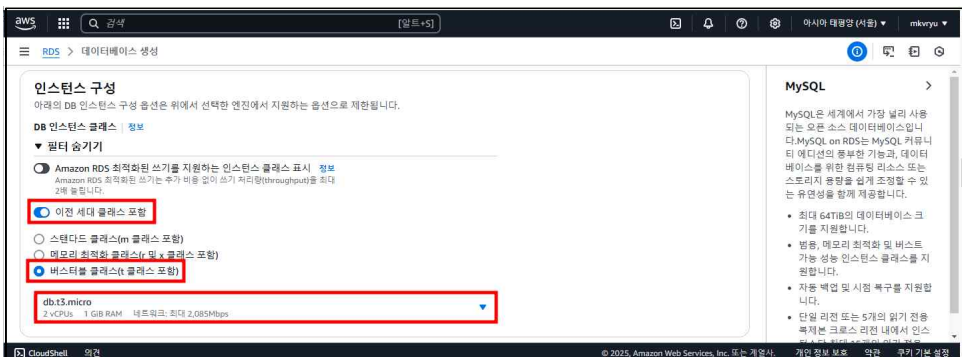 aws
검색
[알트+S]
아시아 태평양 (서울) ▼
mkvryu ▼
RDS > 데이터베이스 생성
인스턴스 구성
아래의 DB 인스턴스 구성 옵션은 위에서 선택한 엔진에서 지원하는 옵션으로 제한됩니다.
DB 인스턴스 클래스 | 정보
▼ 필터 숨기기
Amazon RDS 최적화된 쓰기를 지원하는 인스턴스 클래스 표시 정보
Amazon RDS 최적화된 쓰기는 추가 비용 없이 쓰기 처리량(throughput)을 최대
2배 늘립니다.
이전 세대 클래스 포함
스탠다드 클래스(m 클래스 포함)
메모리 최적화 클래스(r 및 x 클래스 포함)
버스터블 클래스(t 클래스 포함)
db.t3.micro
2 vCPUs 1 GiB RAM 네트워크: 최대 2,085Mbps
MySQL
MySQL은 세계에서 가장 널리 사용
되는 오픈 소스 데이터베이스입니
다.MySQL on RDS는 MySQL 커뮤니
티 에디션의 풍부한 기능과, 데이터
베이스를 위한 컴퓨팅 리소스 또는
스토리지 용량을 쉽게 조정할 수 있
는 유연성을 함께 제공합니다.
• 최대 64TiB의 데이터베이스 크
기를 지원합니다.
• 범용, 메모리 최적화 및 버스트
가능 성능 인스턴스 클래스를 지
원합니다.
• 자동 백업 및 시점 복구를 지원합
니다.
• 단일 리전 또는 5개의 읽기 전용
복제본 크로스 리전 내에서 인스
CloudShell 의견
© 2025, Amazon Web Services, Inc. 또는 계열사.
개인 정보 보호 약관 쿠키 기본 설정